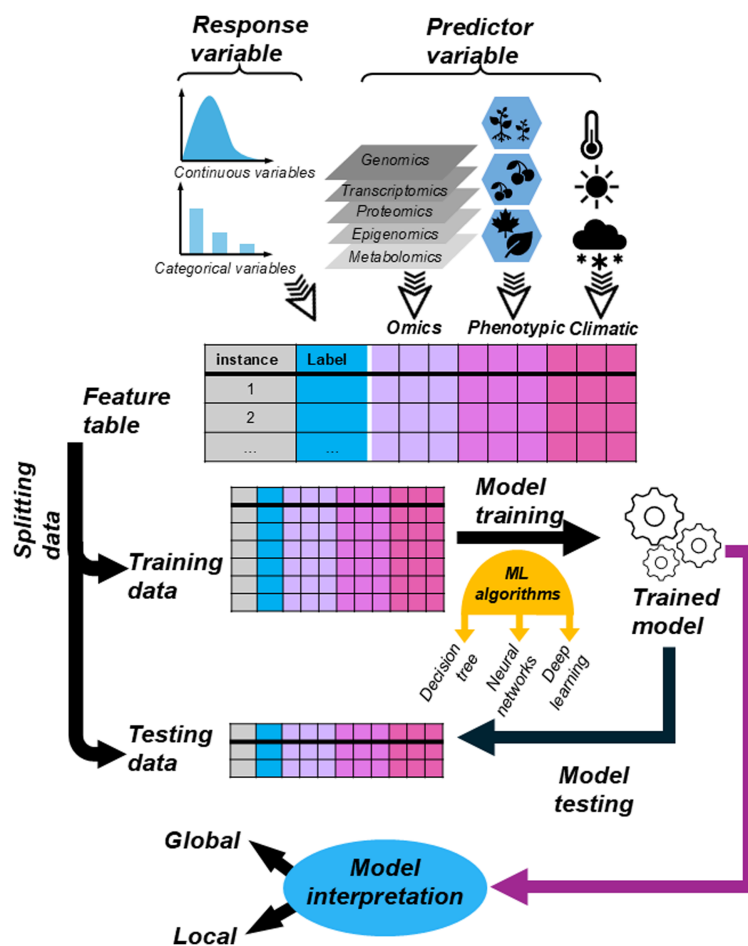 Response
variable
Predictor
variable
Continuous variables
Categorical variables
Genomics
Transcriptomics
Proteomics
Epigenomics
Metabolomics
Omics
Phenotypic
Climatic
instance
Label
1
2
...
...
Feature
table
Splitting
data
Training
data
Model
training
ML
algorithms
Decision
tree
Neural
networks
Deep
learning
Trained
model
Testing
data
Model
testing
Global
Model
interpretation
Local